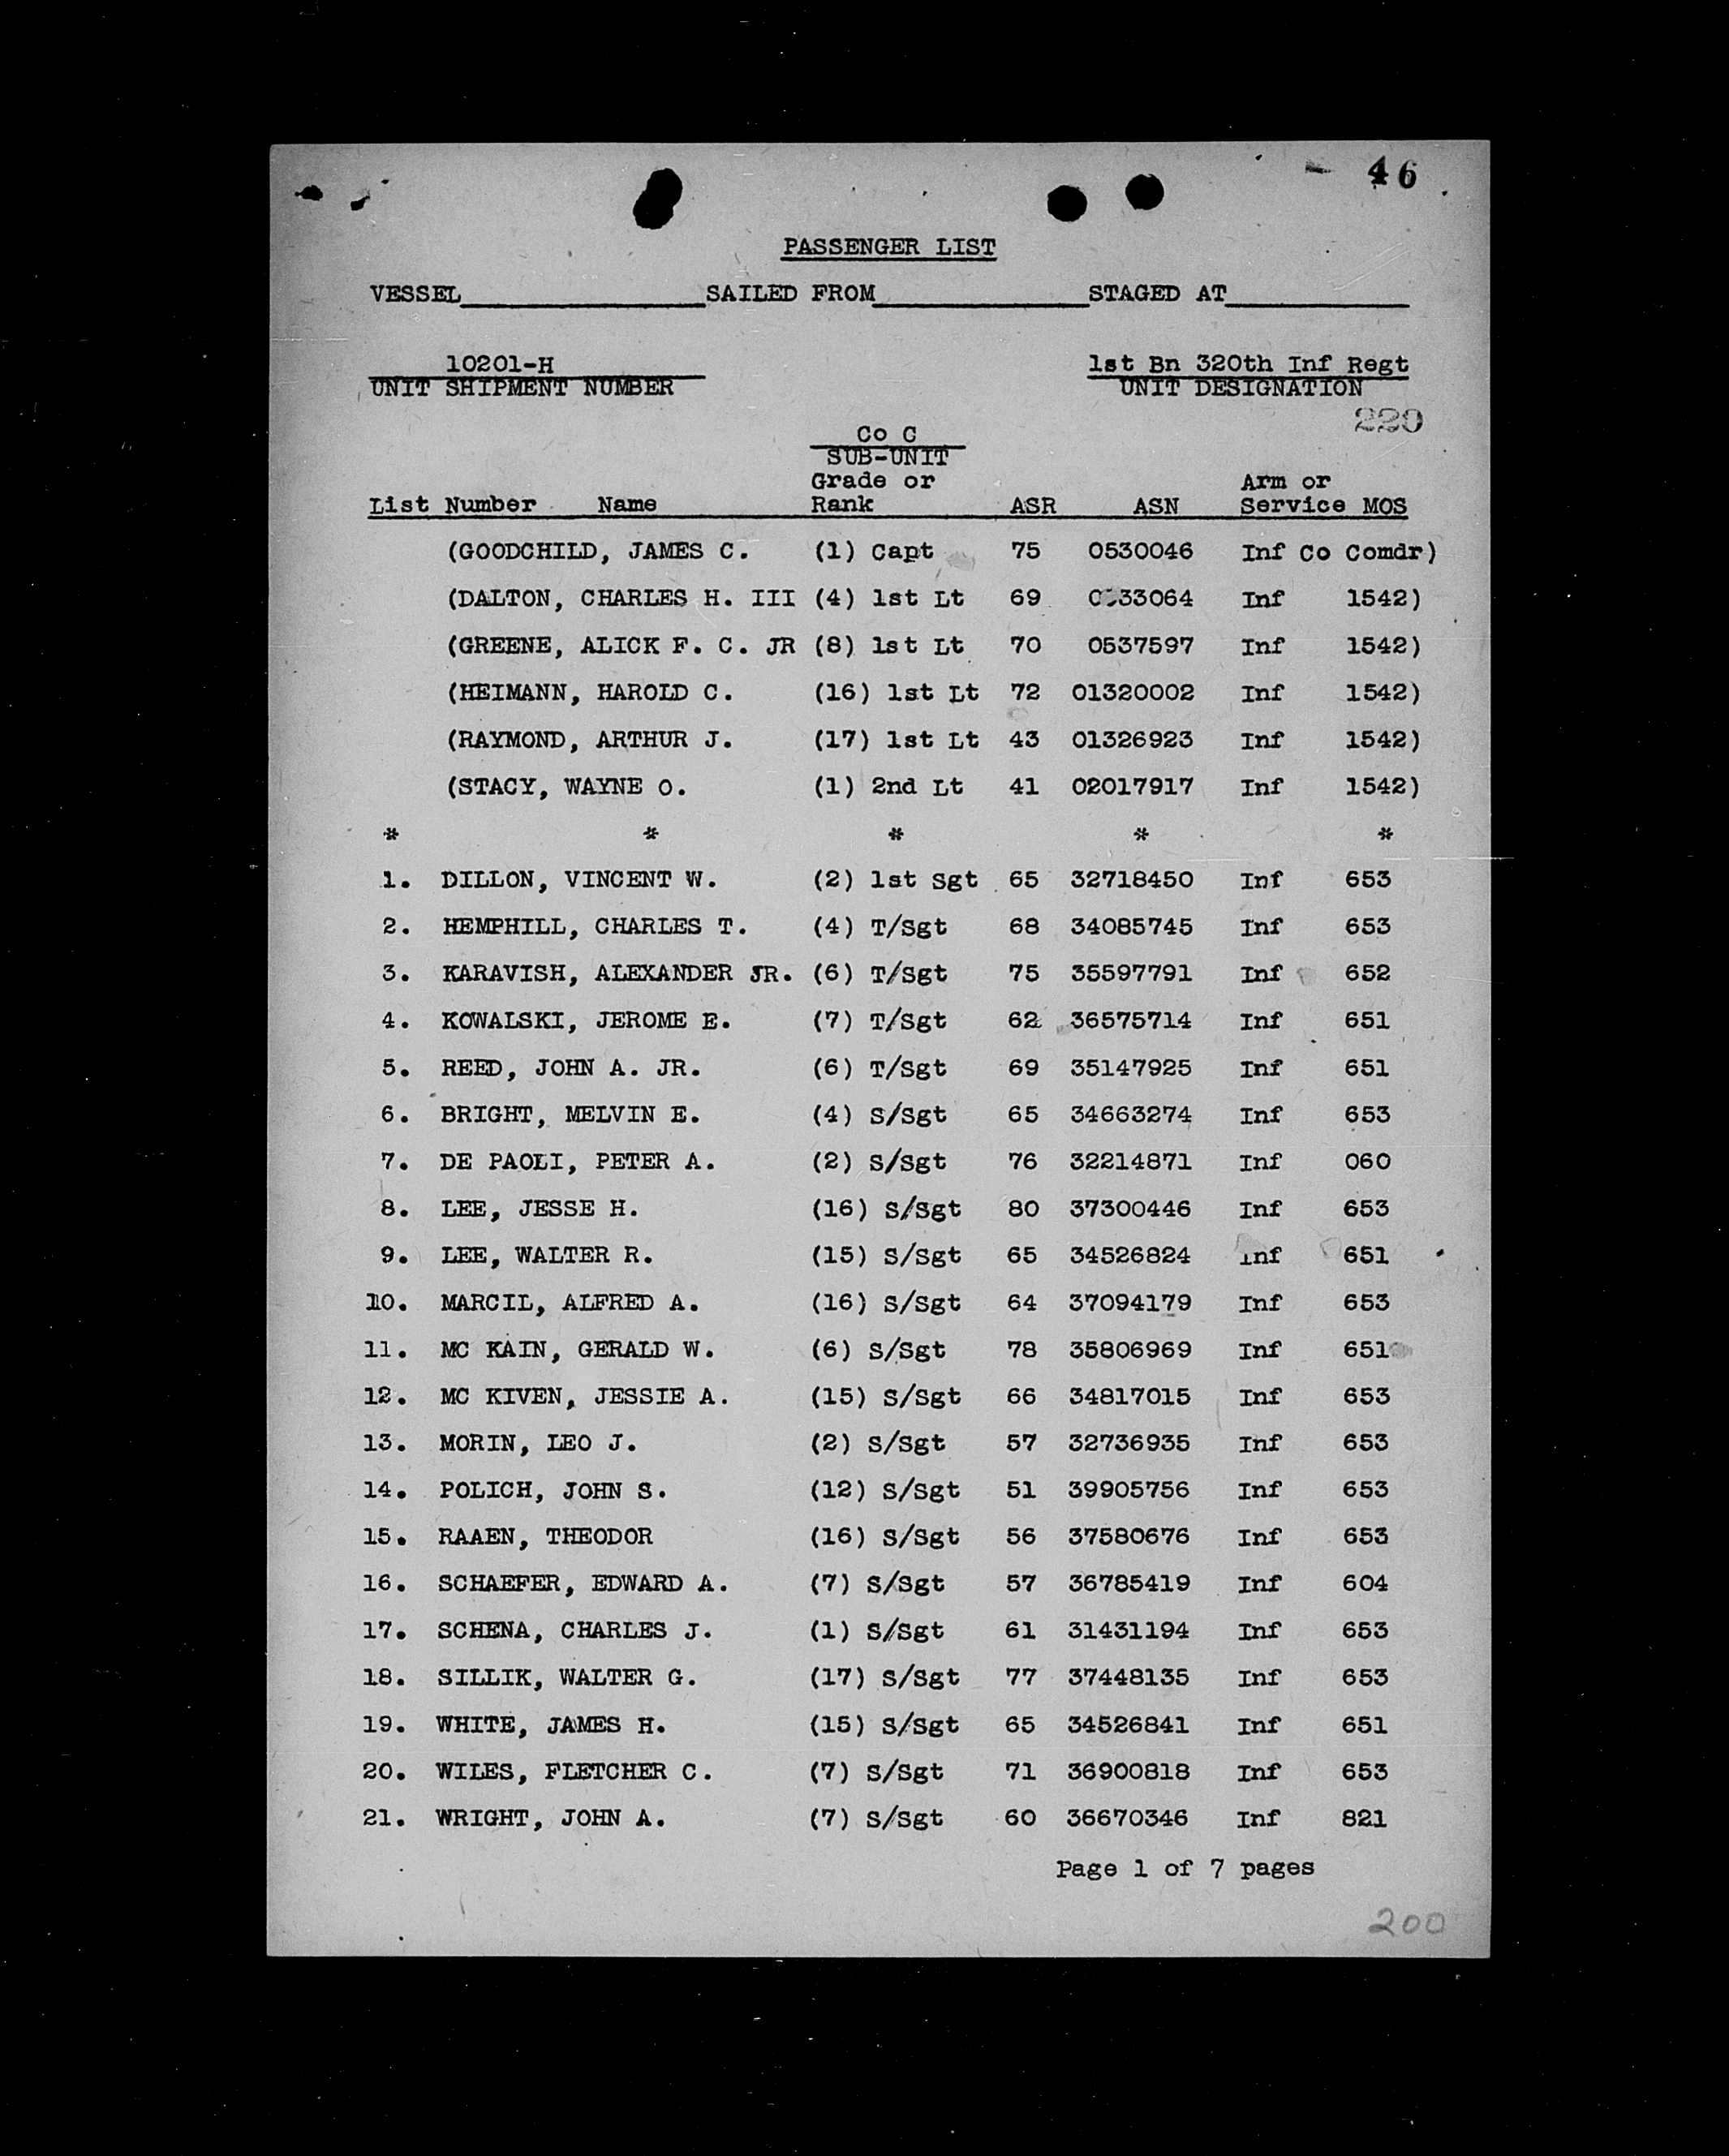 46
PASSENGER LIST
VESSEL SAILED FROM STAGED AT
10201-H 1st Bn 320th Inf Regt
UNIT SHIPMENT NUMBER UNIT DESIGNATION
220
Co C
SUB-UNIT
Grade or Arm or
List Number Name Rank ASR ASN Service MOS
(GOODCHILD, JAMES C. (1) Capt 75 0530046 Inf Co Comdr)
(DALTON, CHARLES H. III (4) 1st Lt 69 Inf 1542)
(GREENE, ALICK F. C. JR (8) 1st Lt 70 0537597 Inf 1542)
(HEIMANN, HAROLD C. (16) 1st Lt 72 01320002 Inf 1542)
(RAYMOND, ARTHUR J. (17) 1st Lt 43 01326923 Inf 1542)
(STACY, WAYNE O. (1) 2nd Lt 41 02017917 Inf 1542)
* * * * *
1. DILLON, VINCENT W. (2) 1st Sgt 65 32718450 Inf 653
2. HEMPHILL, CHARLES T. (4) T/Sgt 68 34085745 Inf 653
3. KARAVISH, ALEXANDER JR. (6) T/Sgt 75 35597791 Inf 652
4. KOWALSKI, JEROME E. (7) T/Sgt 62 36575714 Inf 651
5. REED, JOHN A. JR. (6) T/Sgt 69 35147925 Inf 651
6. BRIGHT, MELVIN E. (4) S/Sgt 65 34663274 Inf 653
7. DE PAOLI, PETER A. (2) S/Sgt 76 32214871 Inf 060
8. LEE, JESSE H. (16) S/Sgt 80 37300446 Inf 653
9. LEE, WALTER R. (15) S/Sgt 65 34526824 Inf 651
10. MARCIL, ALFRED A. (16) S/Sgt 64 37094179 Inf 653
11. MC KAIN, GERALD W. (6) S/Sgt 78 35806969 Inf 651
12. MC KIVEN, JESSIE A. (15) S/Sgt 66 34817015 Inf 653
13. MORIN, LEO J. (2) S/Sgt 57 32736935 Inf 653
14. POLICH, JOHN S. (12) S/Sgt 51 39905756 Inf 653
15. RAAEN, THEODOR (16) S/Sgt 56 37580676 Inf 653
16. SCHAEFER, EDWARD A. (7) S/Sgt 57 36785419 Inf 604
17. SCHENA, CHARLES J. (1) S/Sgt 61 31431194 Inf 653
18. SILLIK, WALTER G. (17) S/Sgt 77 37448135 Inf 653
19. WHITE, JAMES H. (15) S/Sgt 65 34526841 Inf 651
20. WILES, FLETCHER C. (7) S/Sgt 71 36900818 Inf 653
21. WRIGHT, JOHN A. (7) S/Sgt 60 36670346 Inf 821
Page 1 of 7 pages
200